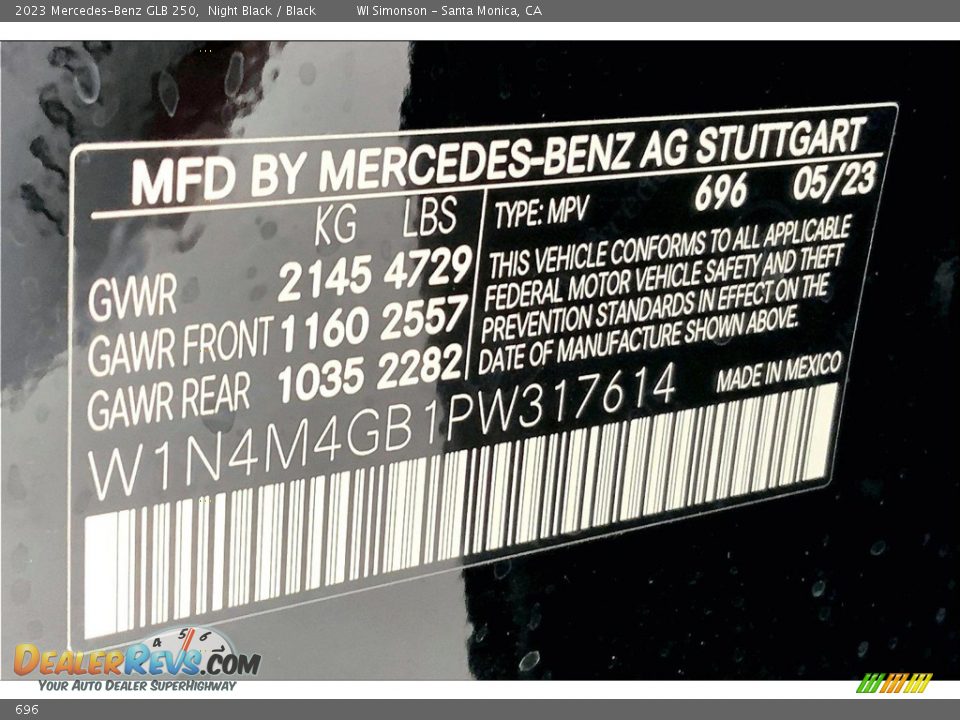 2023 Mercedes-Benz GLB 250, Night Black / Black WI Simonson - Santa Monica, CA
MFD BY MERCEDES-BENZ AG STUTTGART
KG LBS
GVWR 2145 4729
GAWR FRONT 1160 2557
GAWR REAR 1035 2282
TYPE: MPV 696 05/23
THIS VEHICLE CONFORMS TO ALL APPLICABLE
FEDERAL MOTOR VEHICLE SAFETY AND THEFT
PREVENTION STANDARDS IN EFFECT ON THE
DATE OF MANUFACTURE SHOWN ABOVE.
W1N4M4GB1PW317614 MADE IN MEXICO
4 5 6
DEALERREVS.COM
YOUR AUTO DEALER SUPERHIGHWAY
696